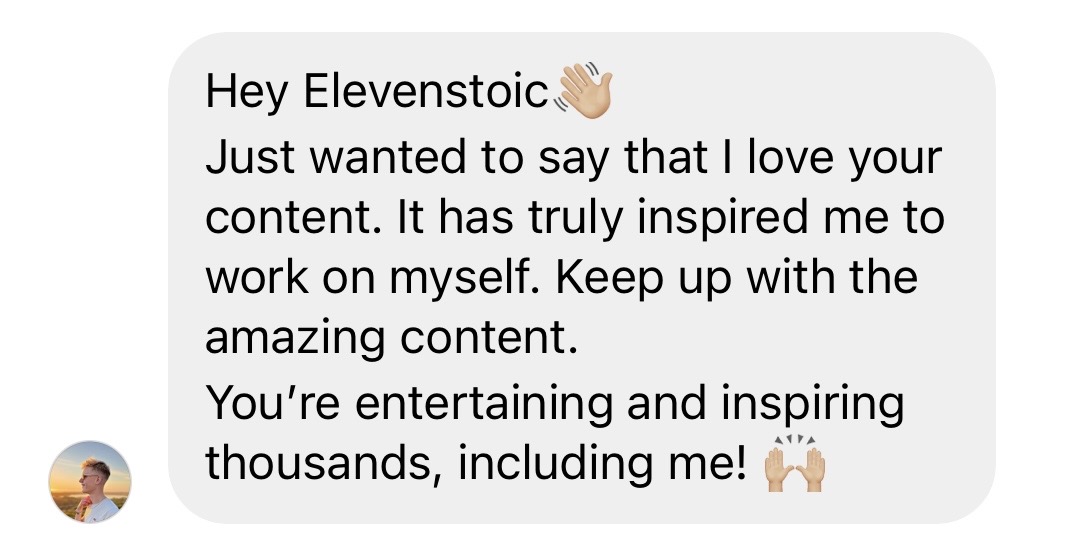 Hey Elevenstoic👋🏼
Just wanted to say that I love your
content. It has truly inspired me to
work on myself. Keep up with the
amazing content.
You’re entertaining and inspiring
thousands, including me! 🙌🏼